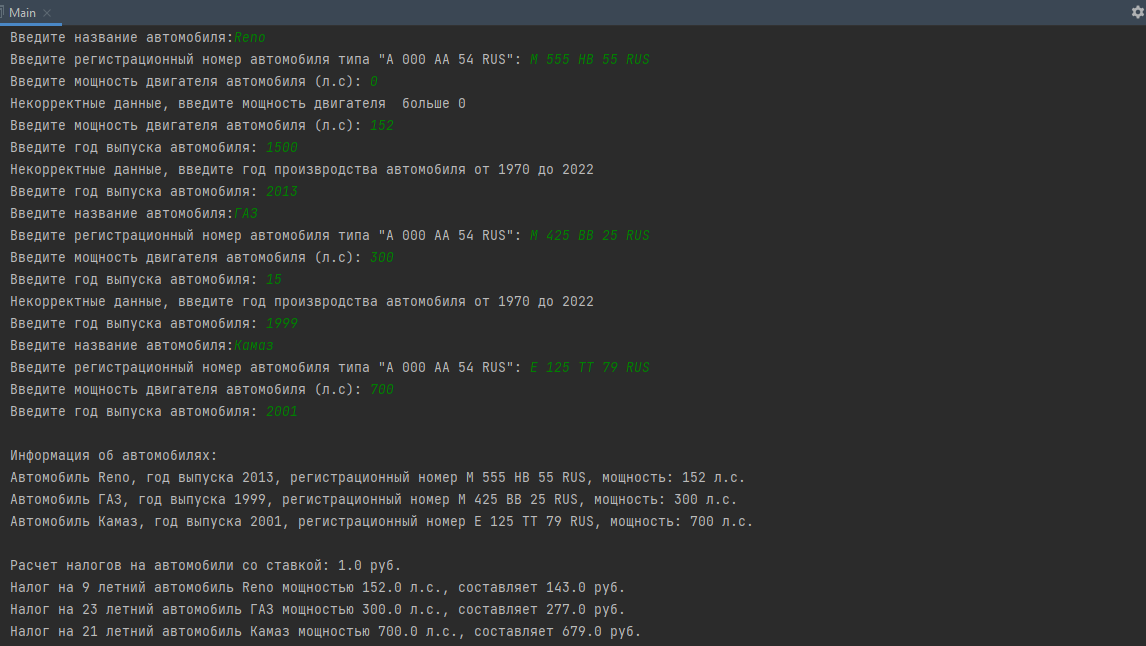 Main
Введите название автомобиля:Reno
Введите регистрационный номер автомобиля типа "А 000 АА 54 RUS": М 555 НВ 55 RUS
Введите мощность двигателя автомобиля (л.с): 0
Некорректные данные, введите мощность двигателя  больше 0
Введите мощность двигателя автомобиля (л.с): 152
Введите год выпуска автомобиля: 1500
Некорректные данные, введите год произвродства автомобиля от 1970 до 2022
Введите год выпуска автомобиля: 2013
Введите название автомобиля:ГАЗ
Введите регистрационный номер автомобиля типа "А 000 АА 54 RUS": М 425 ВВ 25 RUS
Введите мощность двигателя автомобиля (л.с): 300
Введите год выпуска автомобиля: 15
Некорректные данные, введите год произвродства автомобиля от 1970 до 2022
Введите год выпуска автомобиля: 1999
Введите название автомобиля:Камаз
Введите регистрационный номер автомобиля типа "А 000 АА 54 RUS": Е 125 ТТ 79 RUS
Введите мощность двигателя автомобиля (л.с): 700
Введите год выпуска автомобиля: 2001
Информация об автомобилях:
Автомобиль Reno, год выпуска 2013, регистрационный номер М 555 НВ 55 RUS, мощность: 152 л.с.
Автомобиль ГАЗ, год выпуска 1999, регистрационный номер М 425 ВВ 25 RUS, мощность: 300 л.с.
Автомобиль Камаз, год выпуска 2001, регистрационный номер Е 125 ТТ 79 RUS, мощность: 700 л.с.
Расчет налогов на автомобили со ставкой: 1.0 руб.
Налог на 9 летний автомобиль Reno мощностью 152.0 л.с., составляет 143.0 руб.
Налог на 23 летний автомобиль ГАЗ мощностью 300.0 л.с., составляет 277.0 руб.
Налог на 21 летний автомобиль Камаз мощностью 700.0 л.с., составляет 679.0 руб.